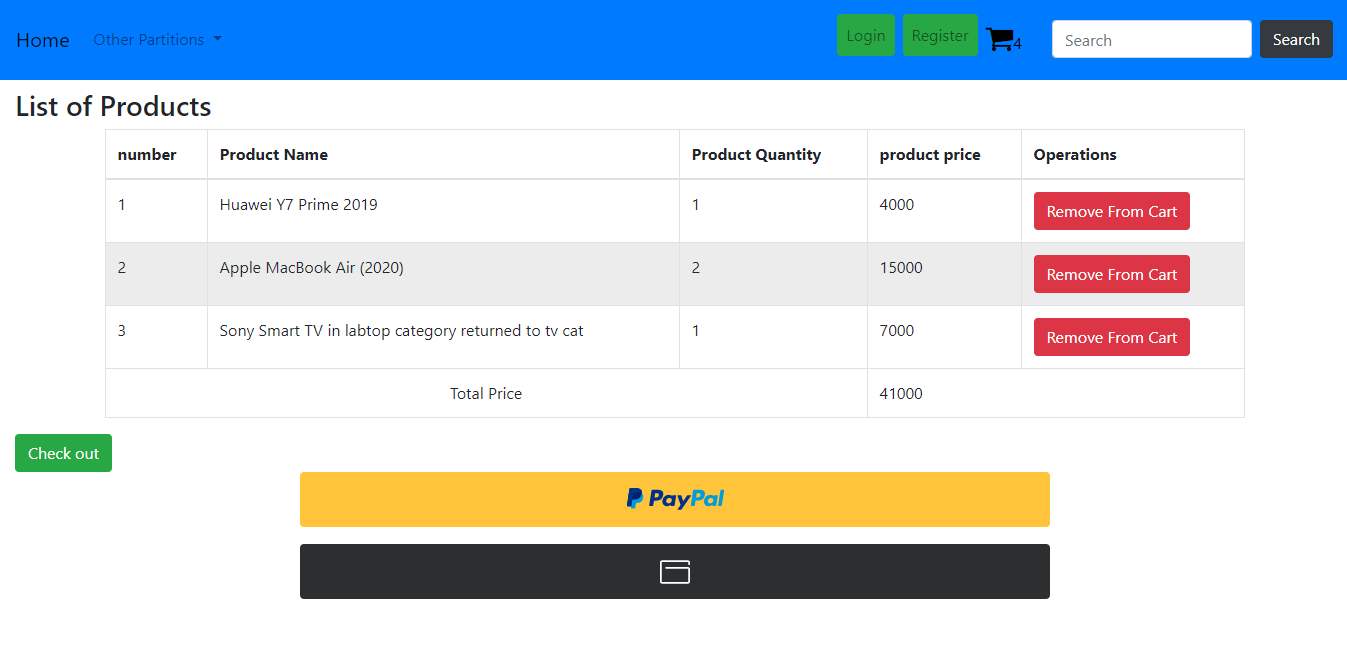 Home Other Partitions Login Register 4 Search Search
List of Products
number Product Name Product Quantity product price Operations
1 Huawei Y7 Prime 2019 1 4000 Remove From Cart
2 Apple MacBook Air (2020) 2 15000 Remove From Cart
3 Sony Smart TV in labtop category returned to tv cat 1 7000 Remove From Cart
Total Price 41000
Check out
PayPal